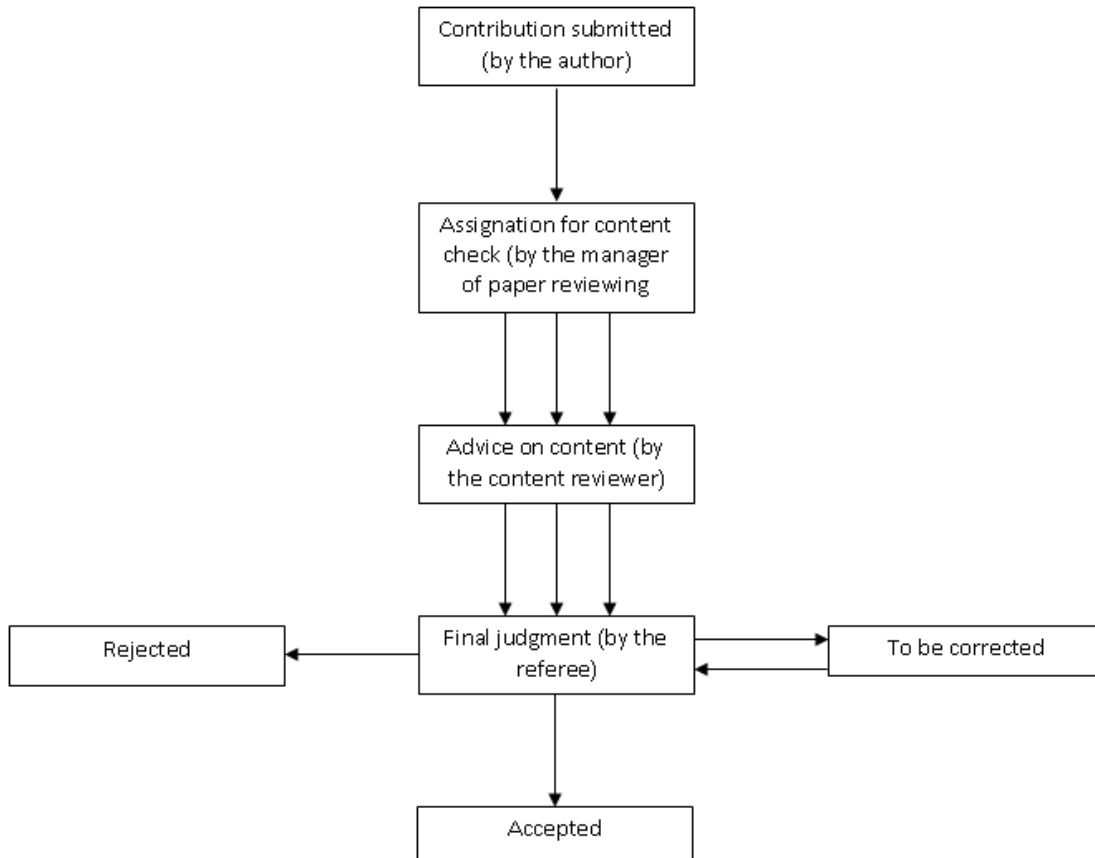 Contribution submitted
(by the author)
Assignation for content
check (by the manager
of paper reviewing
Advice on content (by
the content reviewer)
Rejected
Final judgment (by the
referee)
To be corrected
Accepted